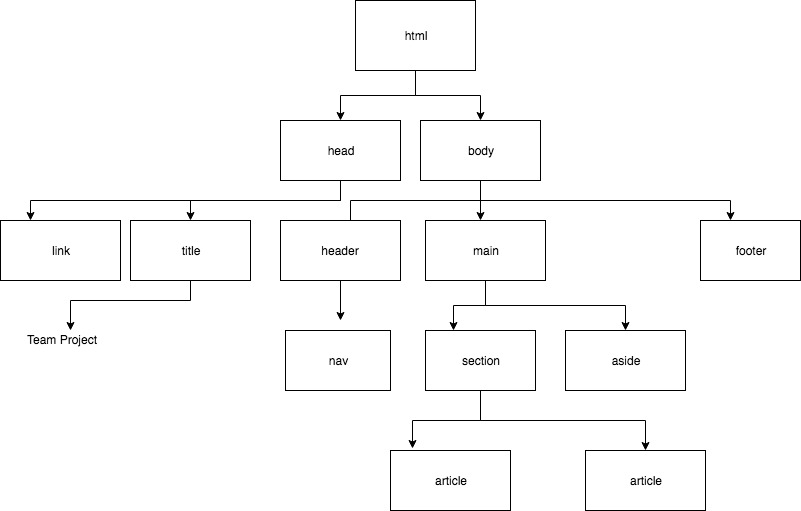 html
head
body
link
title
header
main
footer
Team Project
nav
section
aside
article
article